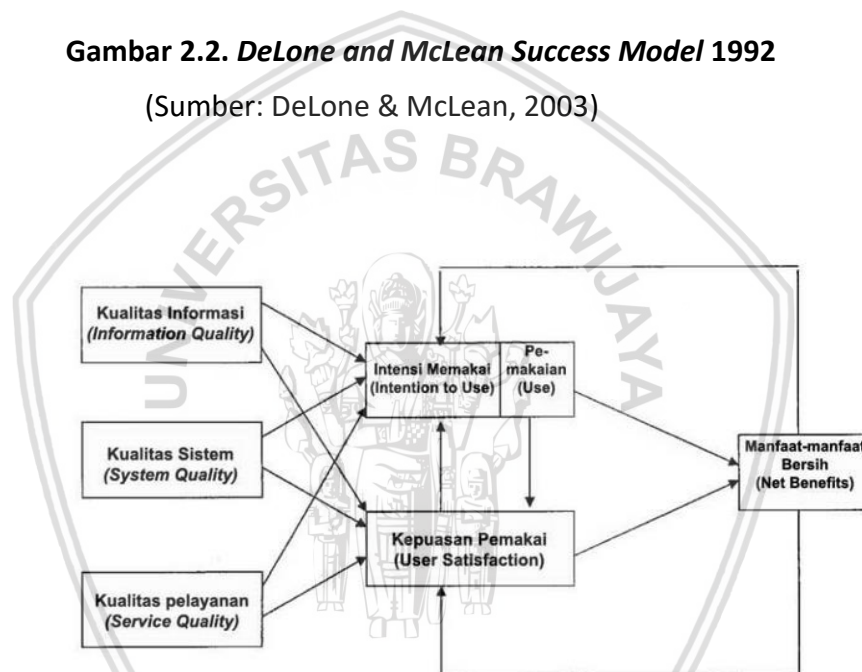 Gambar 2.2. DeLone and McLean Success Model 1992
(Sumber: DeLone & McLean, 2003)
UNIVERSITAS BRAWIJAYA
Kualitas Informasi
(Information Quality)
Intensi Memakai
(Intention to Use)
Pe-
makaian
(Use)
Kualitas Sistem
(System Quality)
Manfaat-manfaat
Bersih
(Net Benefits)
Kepuasan Pemakai
(User Satisfaction)
Kualitas pelayanan
(Service Quality)